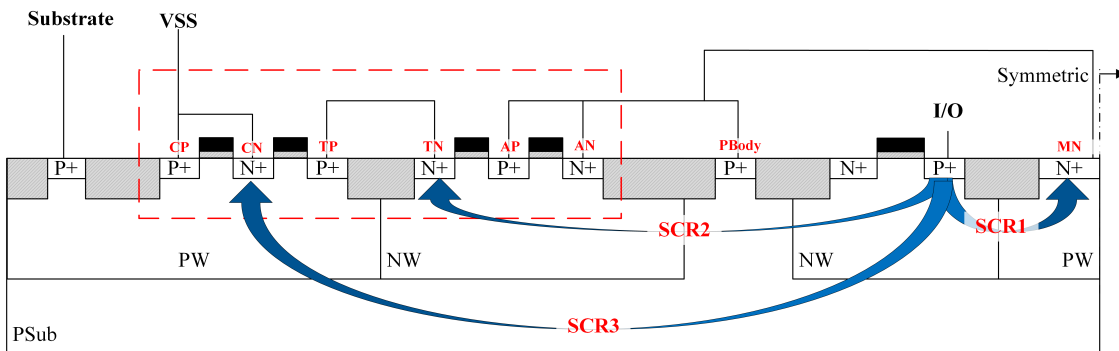 Substrate
VSS
Symmetric
I/O
CP
CN
TP
TN
AP
AN
PBody
MN
P+
P+
N+
P+
N+
P+
N+
P+
N+
P+
N+
SCR2
SCR1
PW
NW
NW
PW
SCR3
PSub